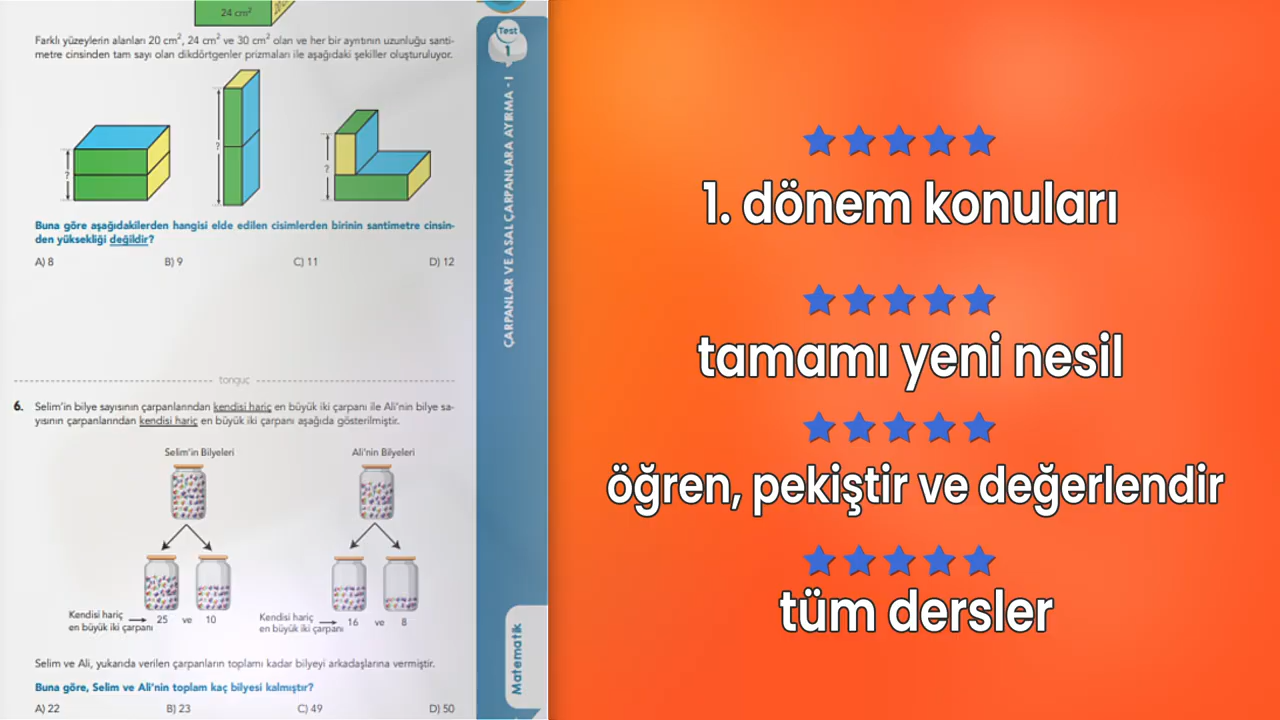 24 cm²
Farklı yüzeylerin alanları 20 cm², 24 cm² ve 30 cm² olan ve her bir ayrıntının uzunluğu santi-
metre cinsinden tam sayı olan dikdörtgenler prizmaları ile aşağıdaki şekiller oluşturuluyor.
?
?
?
Buna göre aşağıdakilerden hangisi elde edilen cisimlerden birinin santimetre cinsin-
den yüksekliği değildir?
A) 8 B) 9 C) 11 D) 12
tonguç
6. Selim'in bilye sayısının çarpanlarından kendisi hariç en büyük iki çarpanı ile Ali'nin bilye sa-
yısının çarpanlarından kendisi hariç en büyük iki çarpanı aşağıda gösterilmiştir.
Selim'in Bilyeleri Ali'nin Bilyeleri
Kendisi hariç
en büyük iki çarpanı
25 ve 10
Kendisi hariç
en büyük iki çarpanı
16 ve 8
Selim ve Ali, yukarıda verilen çarpanların toplamı kadar bilyeyi arkadaşlarına vermiştir.
Buna göre, Selim ve Ali'nin toplam kaç bilyesi kalmıştır?
A) 22 B) 23 C) 49 D) 50
Test
1
ÇARPANLAR VE ASAL ÇARPANLARA AYIRMA - I
Matematik
1. dönem konuları
tamamı yeni nesil
öğren, pekiştir ve değerlendir
tüm dersler